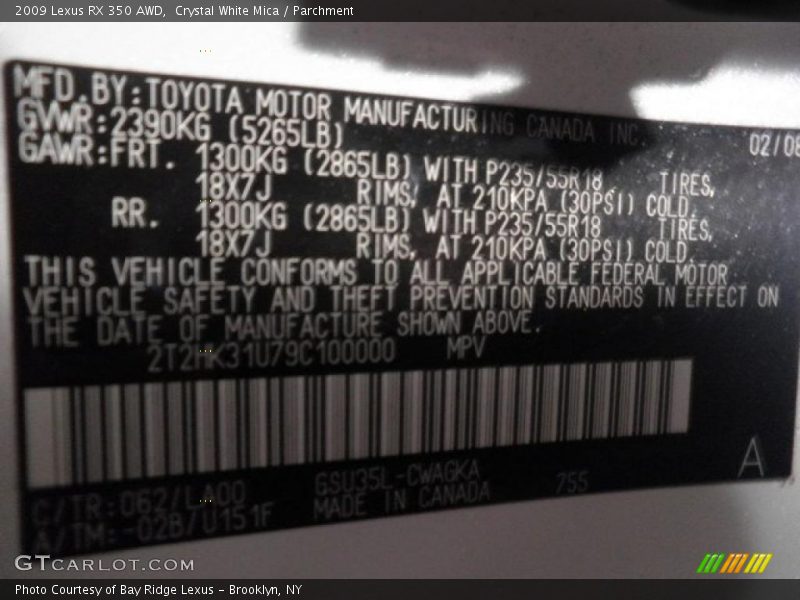 2009 Lexus RX 350 AWD,  Crystal White Mica / Parchment
MFD.BY:TOYOTA MOTOR MANUFACTURING CANADA INC.
02/08
GVWR:2390KG (5265LB)
GAWR:FRT. 1300KG (2865LB) WITH P235/55R18 TIRES,
18X7J RIMS, AT 210KPA (30PSI) COLD.
RR. 1300KG (2865LB) WITH P235/55R18 TIRES,
18X7J RIMS, AT 210KPA (30PSI) COLD.
THIS VEHICLE CONFORMS TO ALL APPLICABLE FEDERAL MOTOR
VEHICLE SAFETY AND THEFT PREVENTION STANDARDS IN EFFECT ON
THE DATE OF MANUFACTURE SHOWN ABOVE.
2T2HK31U79C100000 MPV
A
C/TR:062/LA00 GSU35L-CWAGKA 755
A/TM:-02B/U151F MADE IN CANADA
GTCARLOT.COM
Photo Courtesy of Bay Ridge Lexus – Brooklyn, NY